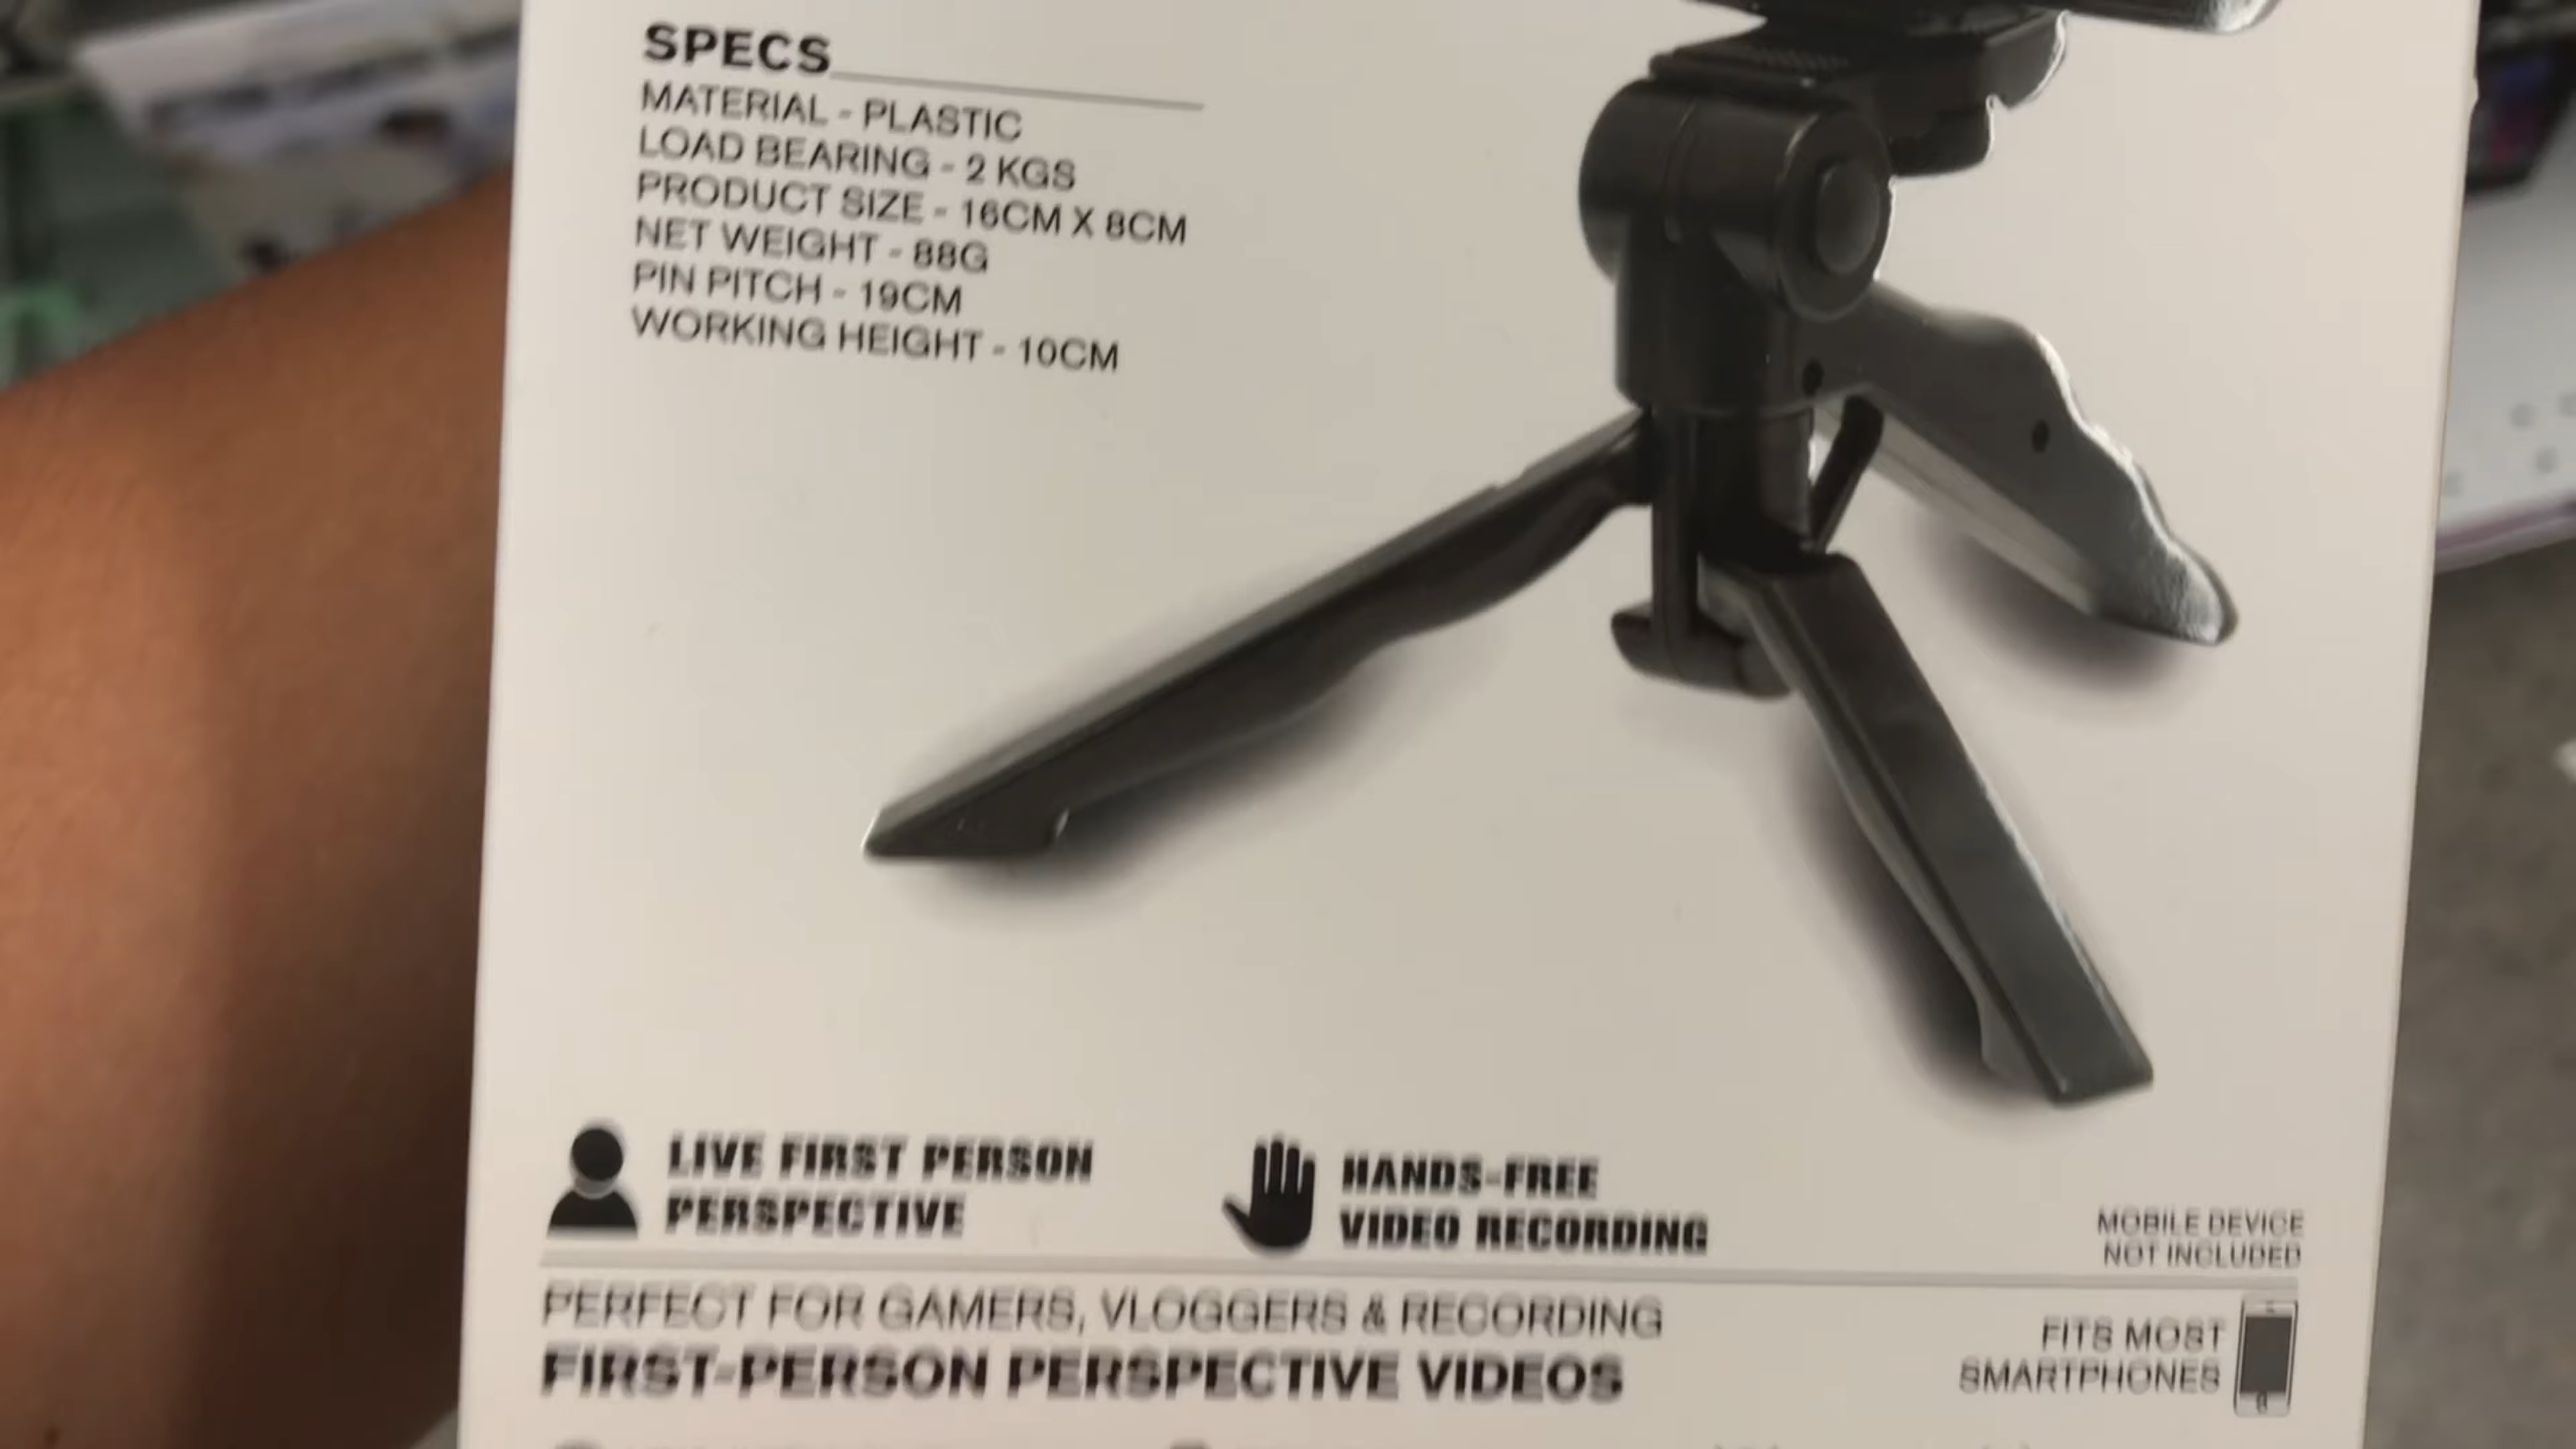 SPECS
MATERIAL - PLASTIC
LOAD BEARING - 2 KGS
PRODUCT SIZE - 16CM X 8CM
NET WEIGHT - 88G
PIN PITCH - 19CM
WORKING HEIGHT - 10CM
LIVE FIRST PERSON
PERSPECTIVE
HANDS-FREE
VIDEO RECORDING
MOBILE DEVICE
NOT INCLUDED
PERFECT FOR GAMERS, VLOGGERS & RECORDING
FIRST-PERSON PERSPECTIVE VIDEOS
FITS MOST
SMARTPHONES